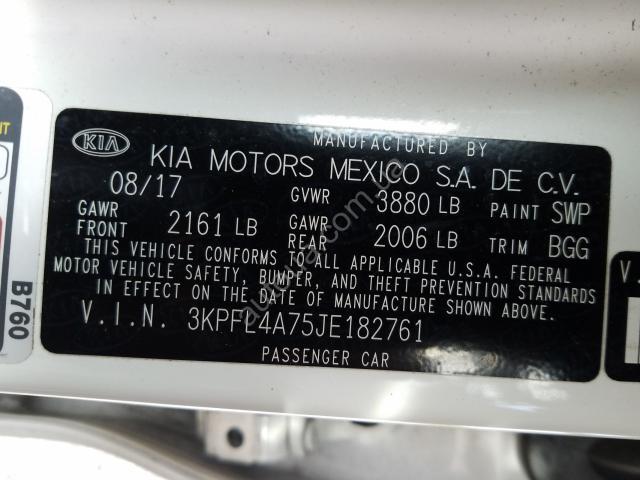 MANUFACTURED BY
KIA KIA MOTORS MEXICO S.A. DE C.V.
08/17 GVWR 3880 LB PAINT SWP
GAWR FRONT 2161 LB GAWR REAR 2006 LB TRIM BGG
THIS VEHICLE CONFORMS TO ALL APPLICABLE U.S.A. FEDERAL
MOTOR VEHICLE SAFETY, BUMPER, AND THEFT PREVENTION STANDARDS
IN EFFECT ON THE DATE OF MANUFACTURE SHOWN ABOVE.
V.I.N. 3KPFL4A75JE182761
PASSENGER CAR
B760